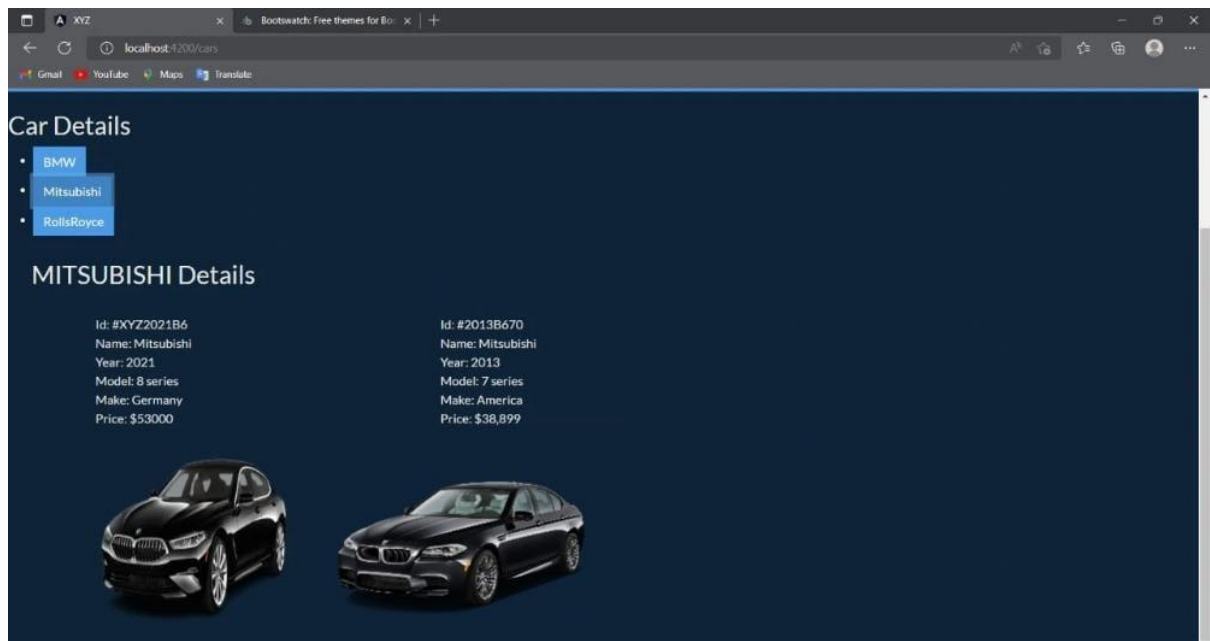 XYZ
Bootswatch: Free themes for Boo
localhost:4200/cars
Gmail YouTube Maps Translate
Car Details
BMW
Mitsubishi
RollsRoyce
MITSUBISHI Details
Id: #XYZ2021B6
Name: Mitsubishi
Year: 2021
Model: 8 series
Make: Germany
Price: $53000
Id: #2013B670
Name: Mitsubishi
Year: 2013
Model: 7 series
Make: America
Price: $38,899